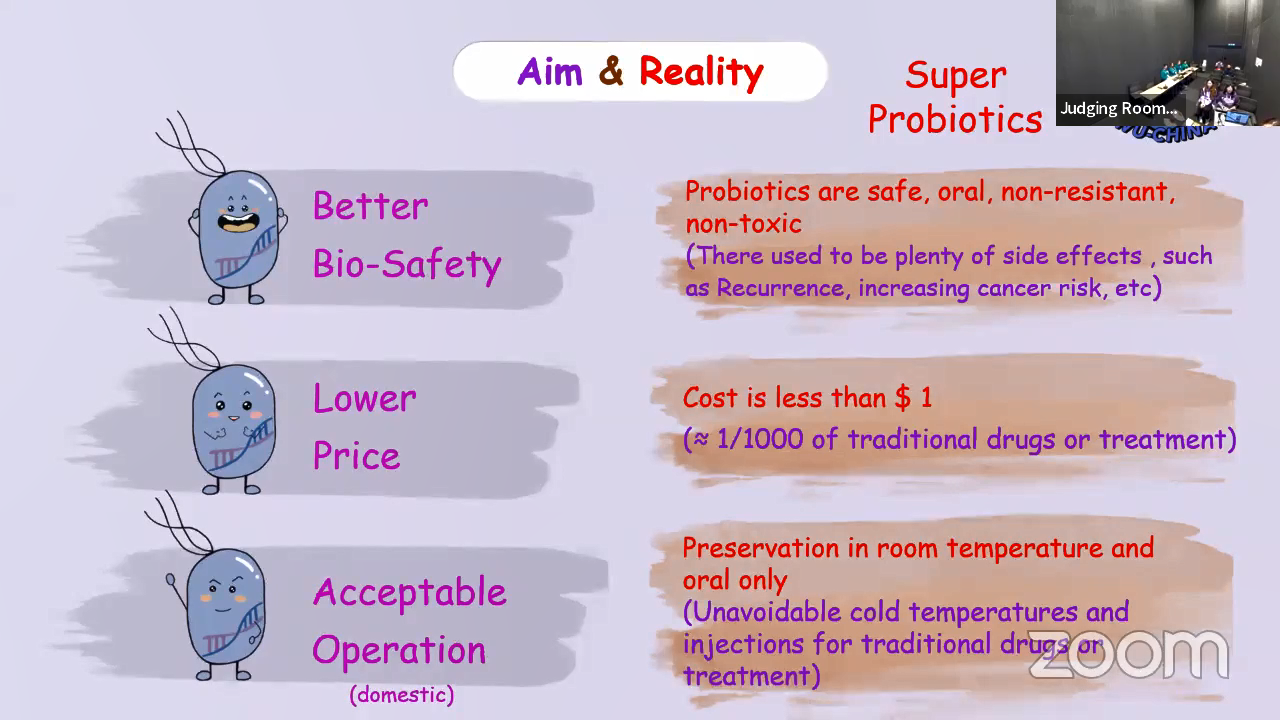 Aim & Reality
Super
Probiotics
Judging Room...
WU-CHINA
Better
Bio-Safety
Probiotics are safe, oral, non-resistant,
non-toxic
(There used to be plenty of side effects , such
as Recurrence, increasing cancer risk, etc)
Lower
Price
Cost is less than $ 1
(≈ 1/1000 of traditional drugs or treatment)
Acceptable
Operation
(domestic)
Preservation in room temperature and
oral only
(Unavoidable cold temperatures and
injections for traditional drugs or
treatment)
zoom